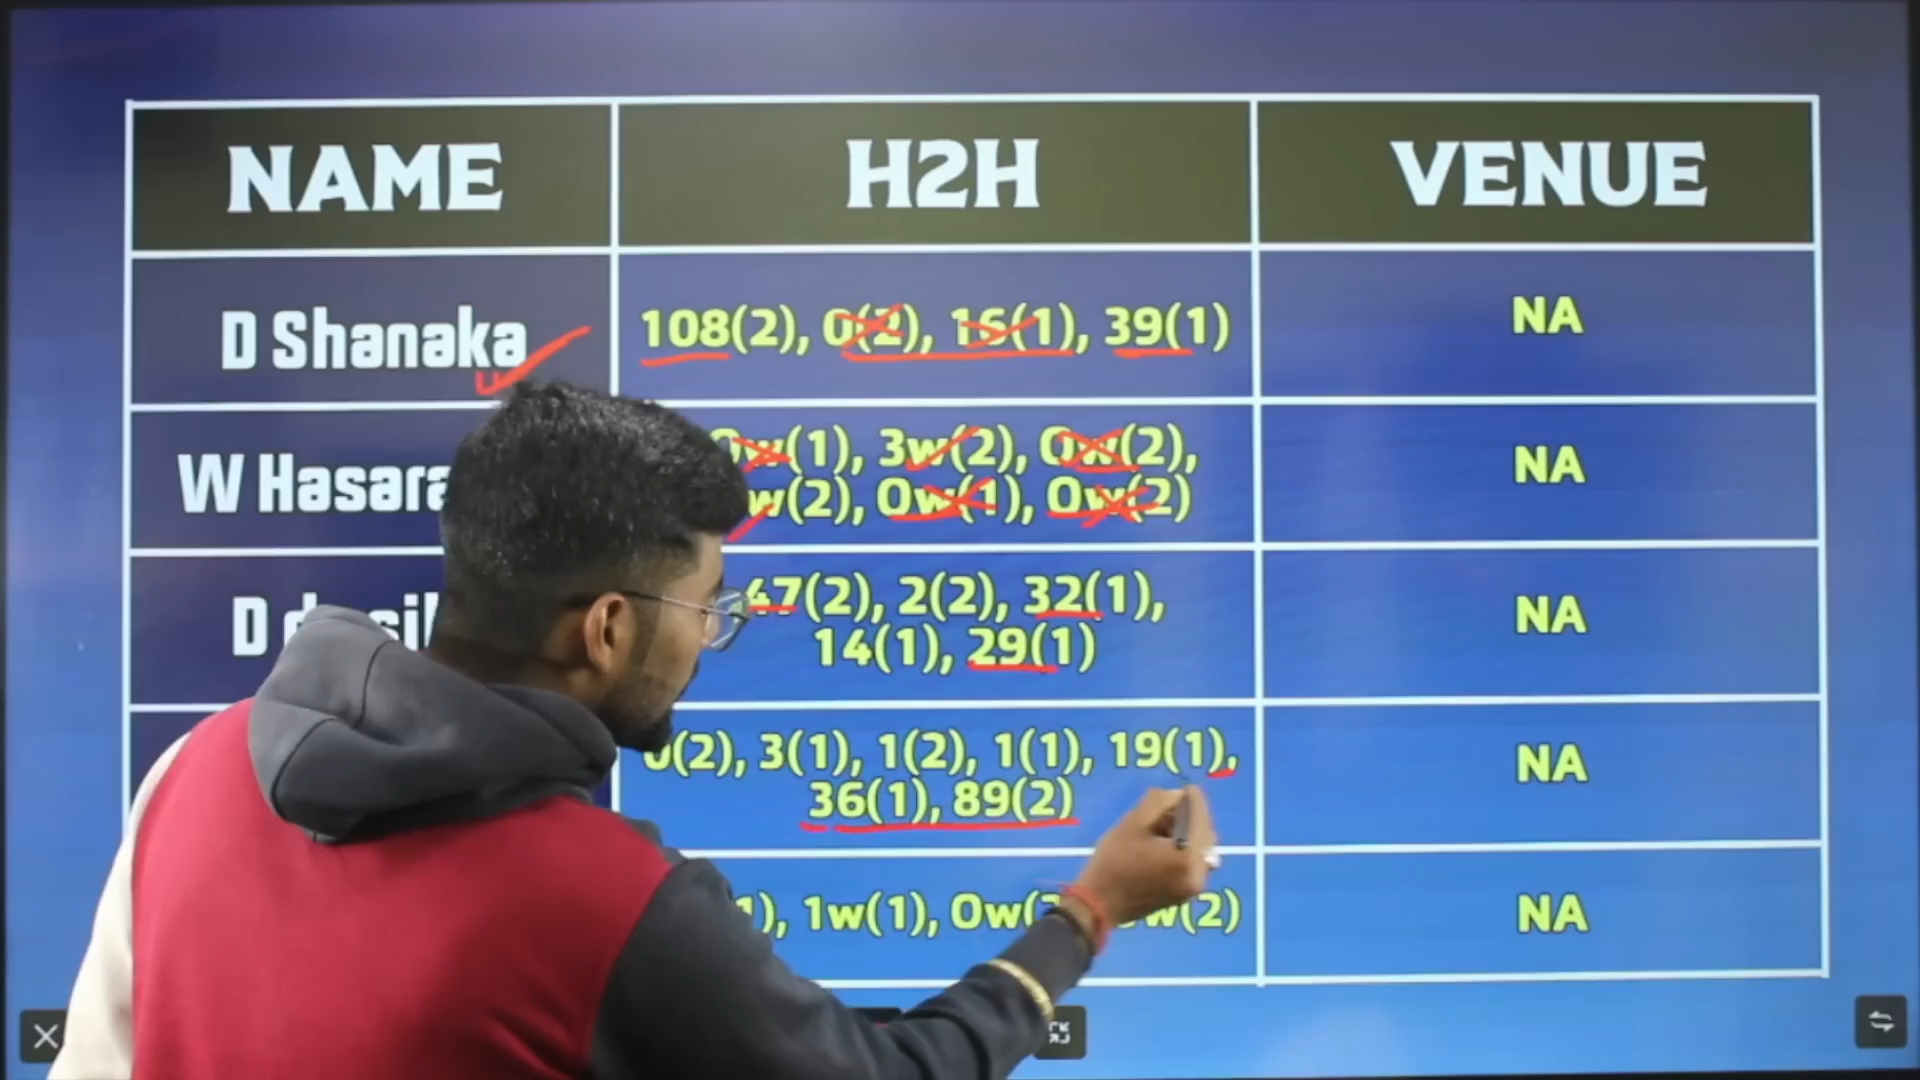 NAME H2H VENUE
D Shanaka 108(2), 0(2), 16(1), 39(1) NA
W Hasara 0w(1), 3w(2), 0w(2), NA
w(2), 0w(1), 0w(2)
D 47(2), 2(2), 32(1), NA
14(1), 29(1)
0(2), 3(1), 1(2), 1(1), 19(1), NA
36(1), 89(2)
1), 1w(1), 0w( w(2) NA